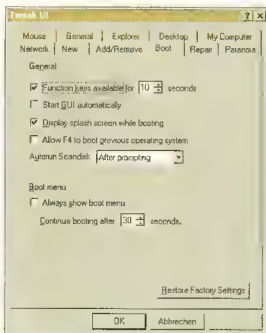 Tweak UI
Mouse General Explorer Desktop My Computer
Network New Add/Remove Boot Repair Paranoia
General
Function keys available for 10 seconds
Start GUI automatically
Display splash screen while booting
Allow F4 to boot previous operating system
Autorun Scandisk After prompting
Boot menu
Always show boot menu
Continue booting after 30 seconds.
Restore Factory Settings
OK Abbrechen